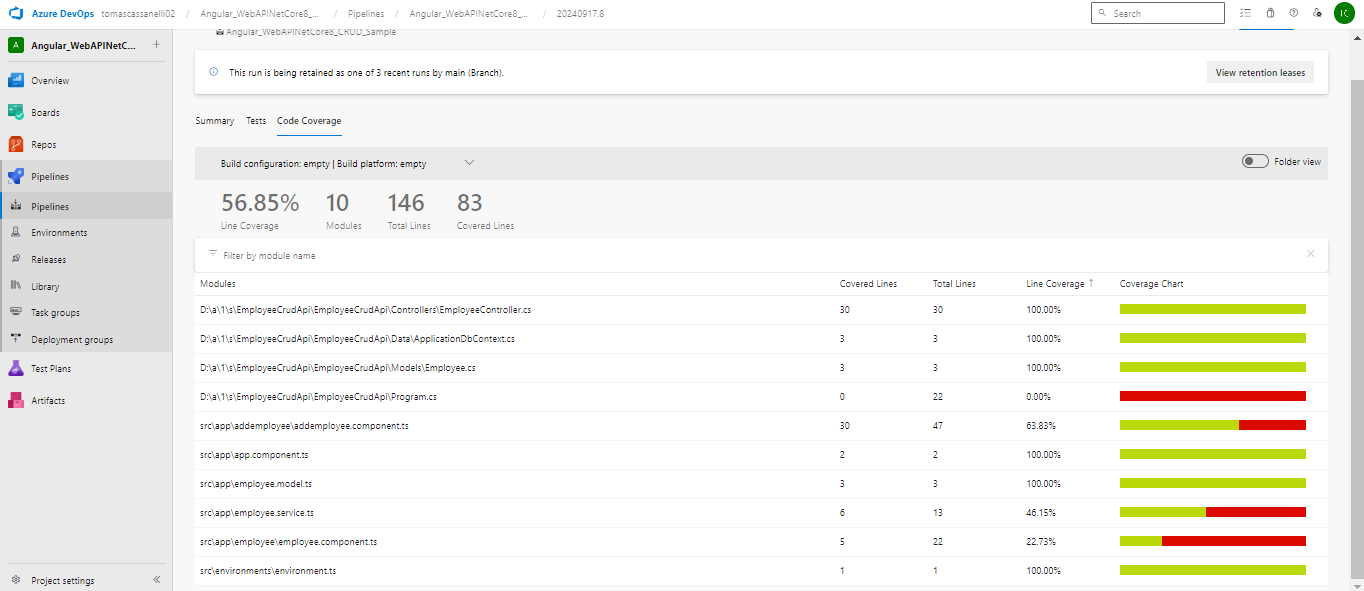 Azure DevOps tomascassanelli02 / Angular_WebAPINetCore8_... / Pipelines / Angular_WebAPINetCore8_... / 20240917.8 Search TC
A Angular_WebAPINetC... +
Angular_WebAPINetCore8_CRUD_Sample
This run is being retained as one of 3 recent runs by main (Branch). View retention leases
Overview
Boards
Repos
Pipelines
Pipelines
Environments
Releases
Library
Task groups
Deployment groups
Test Plans
Artifacts
Project settings
Summary Tests Code Coverage
Build configuration: empty | Build platform: empty Folder view
56.85% 10 146 83
Line Coverage Modules Total Lines Covered Lines
Filter by module name
Modules Covered Lines Total Lines Line Coverage ↑ Coverage Chart
D:\a\1\s\EmployeeCrudApi\EmployeeCrudApi\Controllers\EmployeeController.cs 30 30 100.00%
D:\a\1\s\EmployeeCrudApi\EmployeeCrudApi\Data\ApplicationDbContext.cs 3 3 100.00%
D:\a\1\s\EmployeeCrudApi\EmployeeCrudApi\Models\Employee.cs 3 3 100.00%
D:\a\1\s\EmployeeCrudApi\EmployeeCrudApi\Program.cs 0 22 0.00%
src\app\addemployee\addemployee.component.ts 30 47 63.83%
src\app\app.component.ts 2 2 100.00%
src\app\employee.model.ts 3 3 100.00%
src\app\employee.service.ts 6 13 46.15%
src\app\employee\employee.component.ts 5 22 22.73%
src\environments\environment.ts 1 1 100.00%